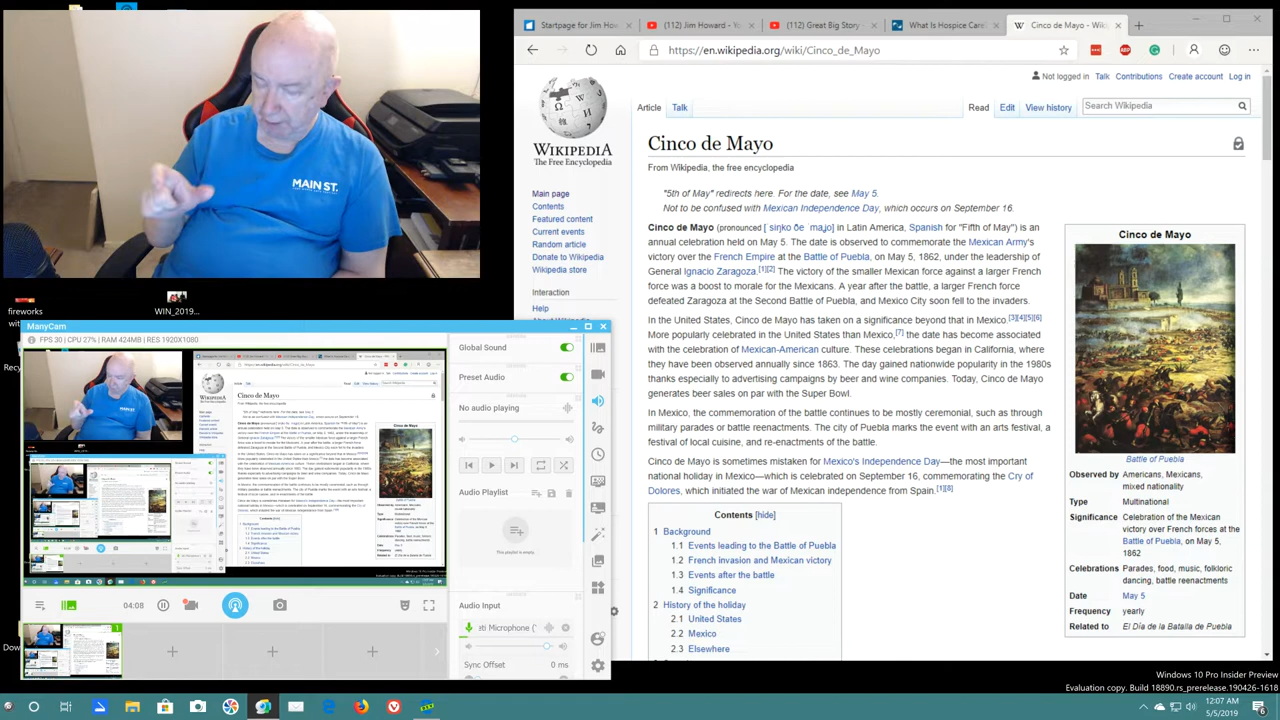 Startpage for Jim How
(112) Jim Howard - Y
(112) Great Big Story -
What Is Hospice Car
Cinco de Mayo - Wik
https://en.wikipedia.org/wiki/Cinco_de_Mayo
Not logged in Talk Contributions Create account Log in
Article Talk Read Edit View history Search Wikipedia
WIKIPEDIA
The Free Encyclopedia
Main page
Contents
Featured content
Current events
Random article
Donate to Wikipedia
Wikipedia store
Interaction
Help
Cinco de Mayo
From Wikipedia, the free encyclopedia
"5th of May" redirects here. For the date, see May 5.
Not to be confused with Mexican Independence Day, which occurs on September 16.
Cinco de Mayo (pronounced [ˈsiŋko ðe ˈmaʝo] in Latin America, Spanish for "Fifth of May") is an
annual celebration held on May 5. The date is observed to commemorate the Mexican Army's
victory over the French Empire at the Battle of Puebla, on May 5, 1862, under the leadership of
General Ignacio Zaragoza.[1][2] The victory of the smaller Mexican force against a larger French
force was a boost to morale for the Mexicans. A year after the battle, a larger French force
defeated Zaragoza at the Second Battle of Puebla, and Mexico City soon fell to the invaders.
In the United States, Cinco de Mayo has taken on a significance beyond that in Mexico.[3][4][5][6]
More popularly celebrated in the United States than Mexico,[7] the date has become associated
with the celebration of Mexican-American culture. These celebrations began in California, where
they have been observed annually since 1863. The day gained nationwide popularity in the 1980s
thanks especially to advertising campaigns by beer and wine companies. Today, Cinco de Mayo
generates beer sales on par with the Super Bowl.
In Mexico, the commemoration of the battle continues to be mostly ceremonial, such as through
military parades or battle reenactments. The city of Puebla marks the event with an arts festival, a
festival of local cuisine, and re-enactments of the battle.
Cinco de Mayo is sometimes mistaken for Mexico's Independence Day—the most important
national holiday in Mexico—which is celebrated on September 16, commemorating the Cry of
Dolores, which initiated the war of Mexican independence from Spain.[1][8]
Contents [hide]
1 Background
1.1 Events leading to the Battle of Puebla
1.2 French invasion and Mexican victory
1.3 Events after the battle
1.4 Significance
2 History of the holiday
2.1 United States
2.2 Mexico
2.3 Elsewhere
Cinco de Mayo
Battle of Puebla
Observed by Americans, Mexicans,
mixed nationality
Type Multinational
Significance Celebration of the Mexican
victory over French forces at the
Battle of Puebla, on May 5,
1862
Celebrations Parades, food, music, folkloric
dancing, battle reenactments
Date May 5
Frequency yearly
Related to El Día de la Batalla de Puebla
MAIN ST.
fireworks
WIN_2019...
ManyCam
FPS 30 | CPU 27% | RAM 424MB | RES 1920X1080
Global Sound
Preset Audio
No audio playing
Audio Playlist
This playlist is empty.
04:08
Audio Input
eti Microphone (
Sync Offset 0 ms
1
Windows 10 Pro Insider Preview
Evaluation copy. Build 18890.rs_prerelease.190426-1618
12:07 AM
5/5/2019
6